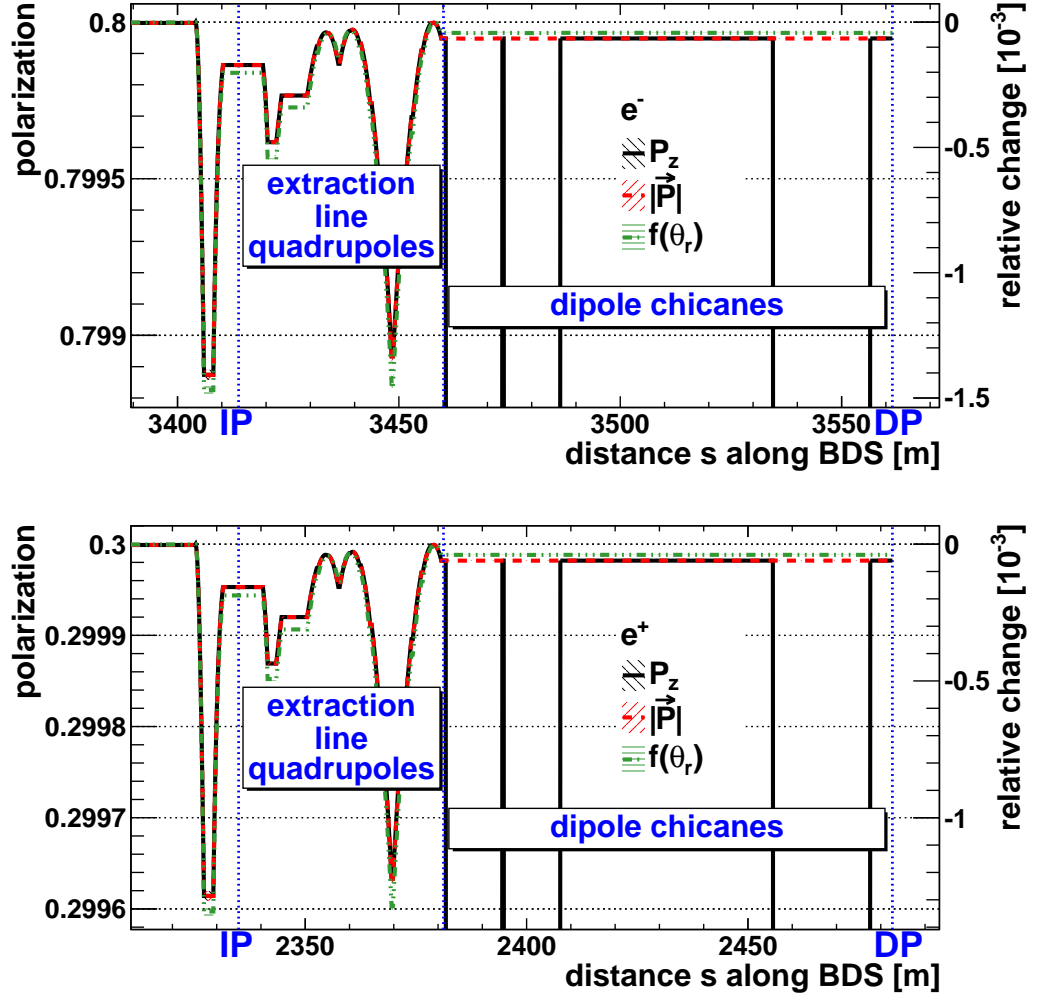 polarization
0.8
0.7995
0.799
0
-0.5
-1
-1.5
relative change [10⁻³]
e⁻
P_z
|P⃗|
f(θ_r)
extraction
line
quadrupoles
dipole chicanes
3400 IP 3450 3500 3550 DP
distance s along BDS [m]
polarization
0.3
0.2999
0.2998
0.2997
0.2996
0
-0.5
-1
relative change [10⁻³]
e⁺
P_z
|P⃗|
f(θ_r)
extraction
line
quadrupoles
dipole chicanes
IP 2350 2400 2450 DP
distance s along BDS [m]